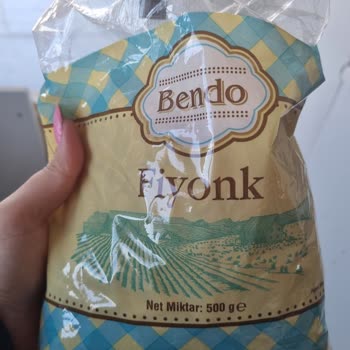 Bendo
Fiyonk
Net Miktar: 500 g℮